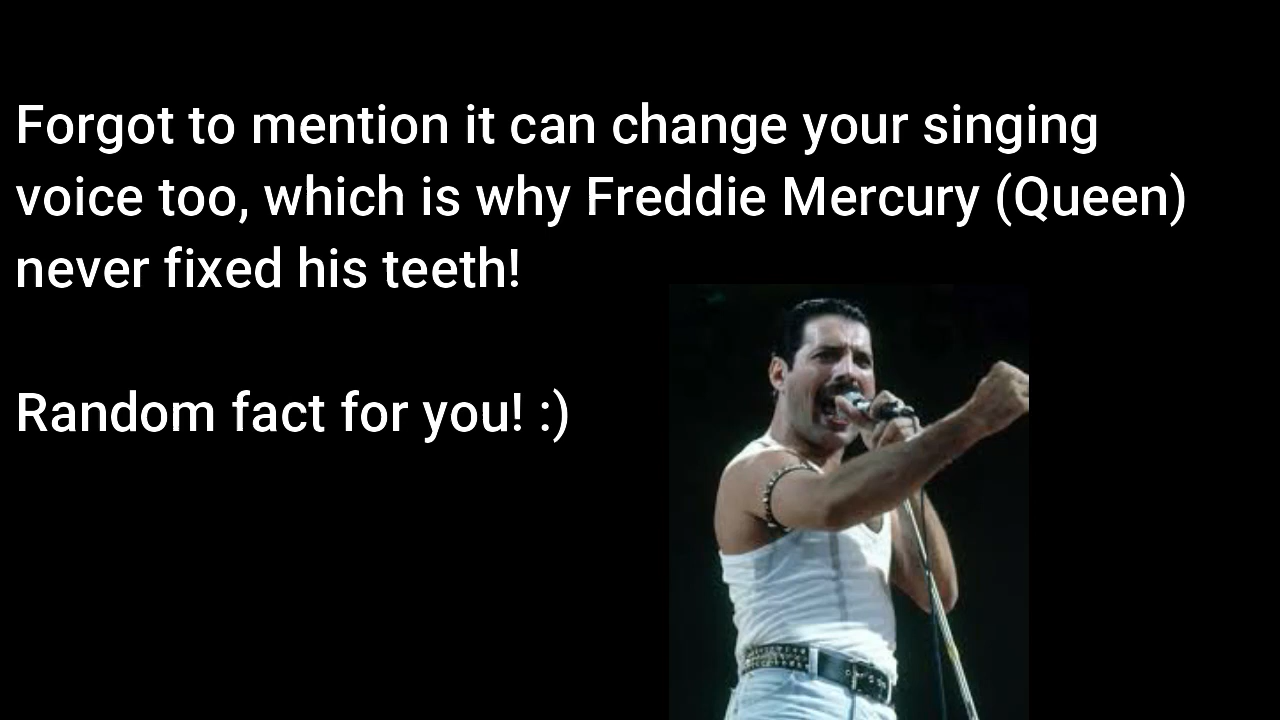 Forgot to mention it can change your singing
voice too, which is why Freddie Mercury (Queen)
never fixed his teeth!
Random fact for you! :)